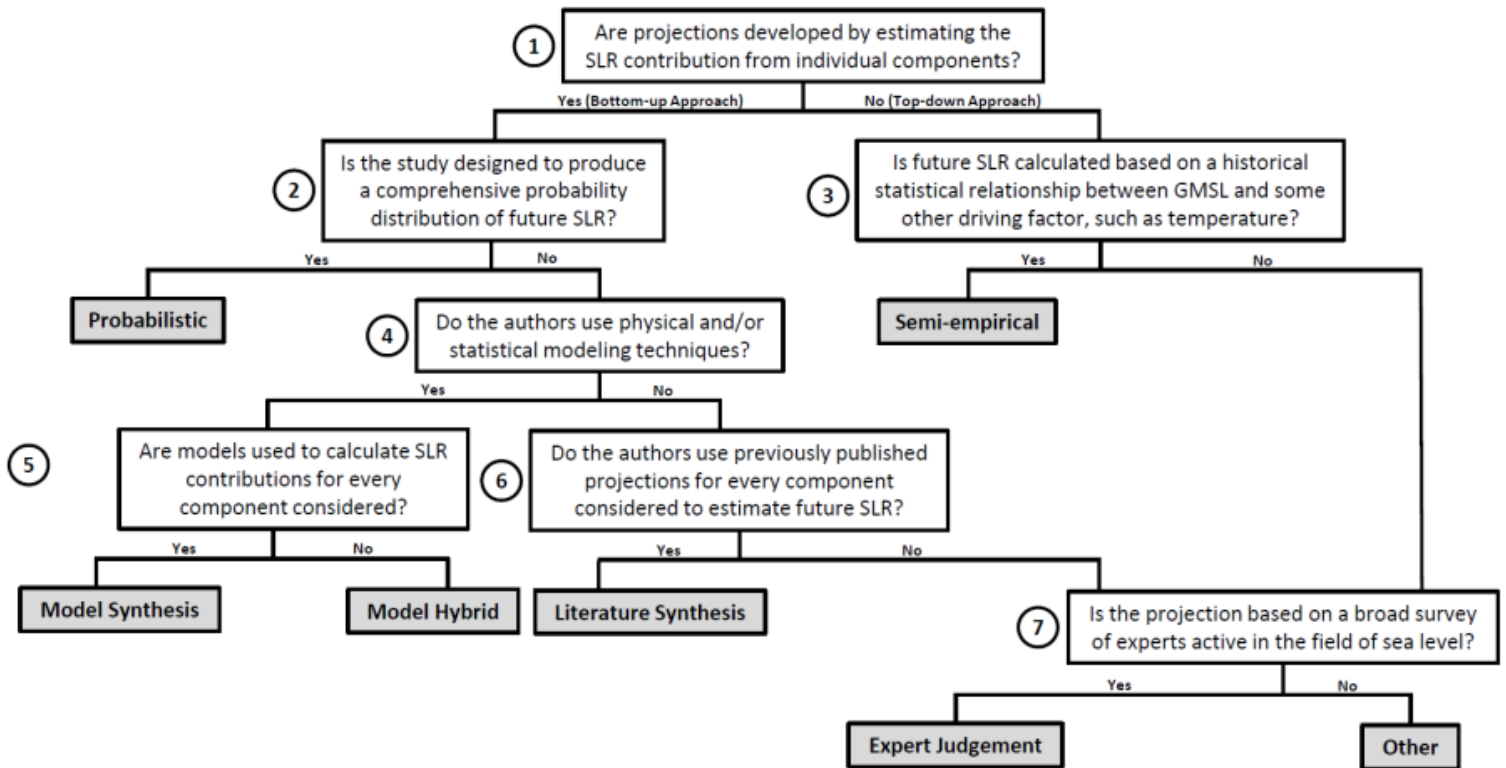 1
Are projections developed by estimating the
SLR contribution from individual components?
Yes (Bottom-up Approach)
No (Top-down Approach)
2
Is the study designed to produce
a comprehensive probability
distribution of future SLR?
3
Is future SLR calculated based on a historical
statistical relationship between GMSL and some
other driving factor, such as temperature?
Yes
No
Yes
No
Probabilistic
Semi-empirical
4
Do the authors use physical and/or
statistical modeling techniques?
Yes
No
5
Are models used to calculate SLR
contributions for every
component considered?
6
Do the authors use previously published
projections for every component
considered to estimate future SLR?
Yes
No
Yes
No
Model Synthesis
Model Hybrid
Literature Synthesis
7
Is the projection based on a broad survey
of experts active in the field of sea level?
Yes
No
Expert Judgement
Other